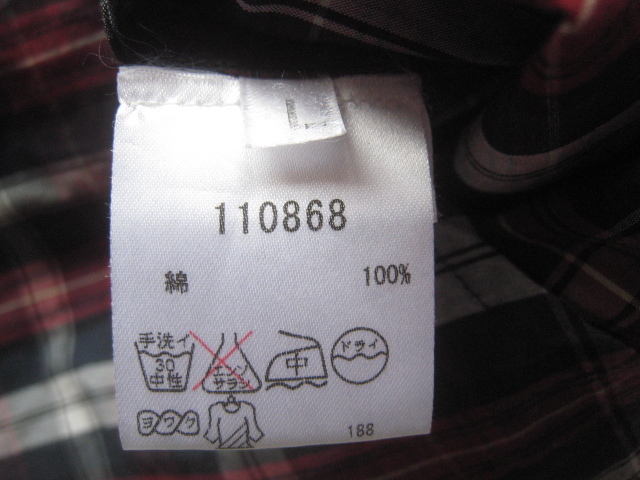 L
110868
綿 100%
手洗イ
30
中性
エンソ
サラシ
中
ドライ
ヨワク
188